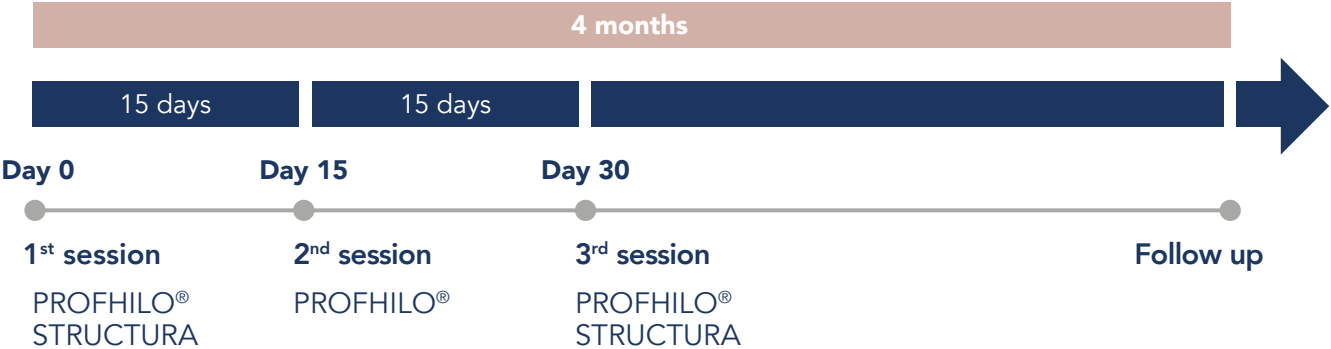 4 months
15 days 15 days
Day 0 Day 15 Day 30
1st session 2nd session 3rd session Follow up
PROFHILO® PROFHILO® PROFHILO®
STRUCTURA STRUCTURA